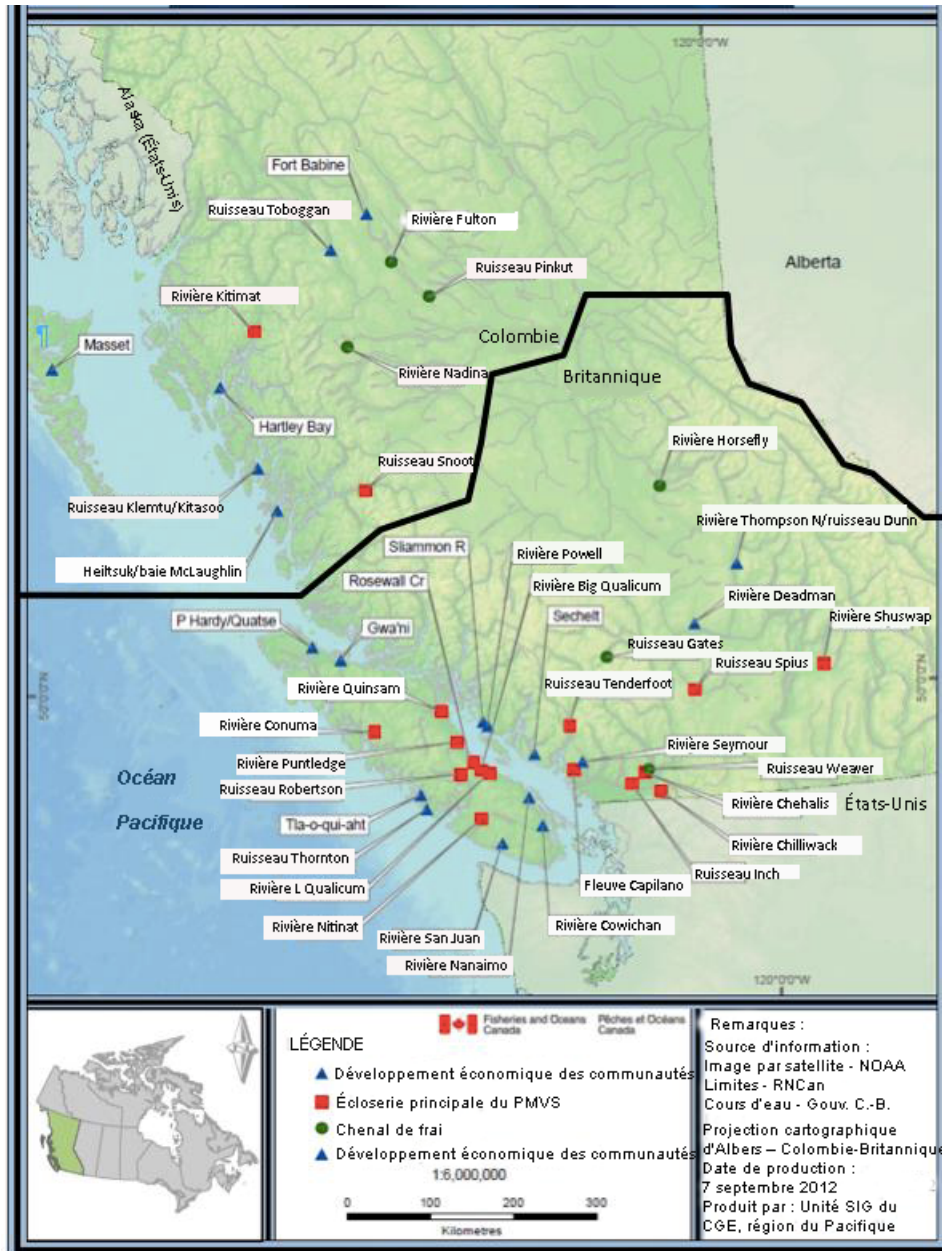 120°0'0"W
Alaska (États-Unis)
Fort Babine
Ruisseau Toboggan
Rivière Fulton
Ruisseau Pinkut
Alberta
Rivière Kitimat
¶
Masset
Colombie
Britannique
Rivière Nadina
Hartley Bay
Rivière Horsefly
Ruisseau Snoot
Ruisseau Klemtu/Kitasoo
Rivière Thompson N/ruisseau Dunn
Heiltsuk/baie McLaughlin
Sliammon R
Rivière Powell
Rosewall Cr
Rivière Big Qualicum
Rivière Deadman
Sechelt
Rivière Shuswap
P Hardy/Quatse
Gwa'ni
Ruisseau Gates
Ruisseau Spius
Ruisseau Tenderfoot
50°0'0"N
50°0'0"N
Rivière Quinsam
Rivière Conuma
Rivière Seymour
Rivière Puntledge
Ruisseau Weaver
Océan
Pacifique
Ruisseau Robertson
Rivière Chehalis
États-Unis
Tla-o-qui-aht
Rivière Chilliwack
Ruisseau Thornton
Ruisseau Inch
Rivière L Qualicum
Fleuve Capilano
Rivière Nitinat
Rivière Cowichan
Rivière San Juan
Rivière Nanaimo
120°0'0"W
Fisheries and Oceans
Canada
Pêches et Océans
Canada
LÉGENDE
Développement économique des communautés
Écloserie principale du PMVS
Chenal de frai
Développement économique des communautés
1:6,000,000
0 100 200 300
Kilometres
Remarques :
Source d'information :
Image par satellite - NOAA
Limites - RNCan
Cours d'eau - Gouv. C.-B.
Projection cartographique
d'Albers – Colombie-Britannique
Date de production :
7 septembre 2012
Produit par : Unité SIG du
CGE, région du Pacifique